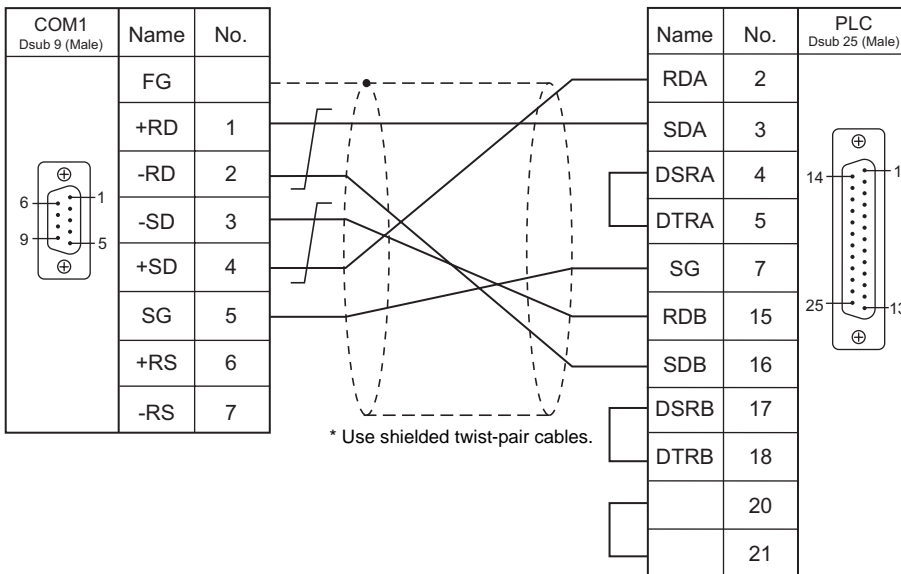 COM1
Dsub 9 (Male)
Name No.
FG
+RD 1
-RD 2
-SD 3
+SD 4
SG 5
+RS 6
-RS 7
6
1
9
5
* Use shielded twist-pair cables.
Name No.
PLC
Dsub 25 (Male)
RDA 2
SDA 3
DSRA 4
DTRA 5
SG 7
RDB 15
SDB 16
DSRB 17
DTRB 18
20
21
14
1
25
13